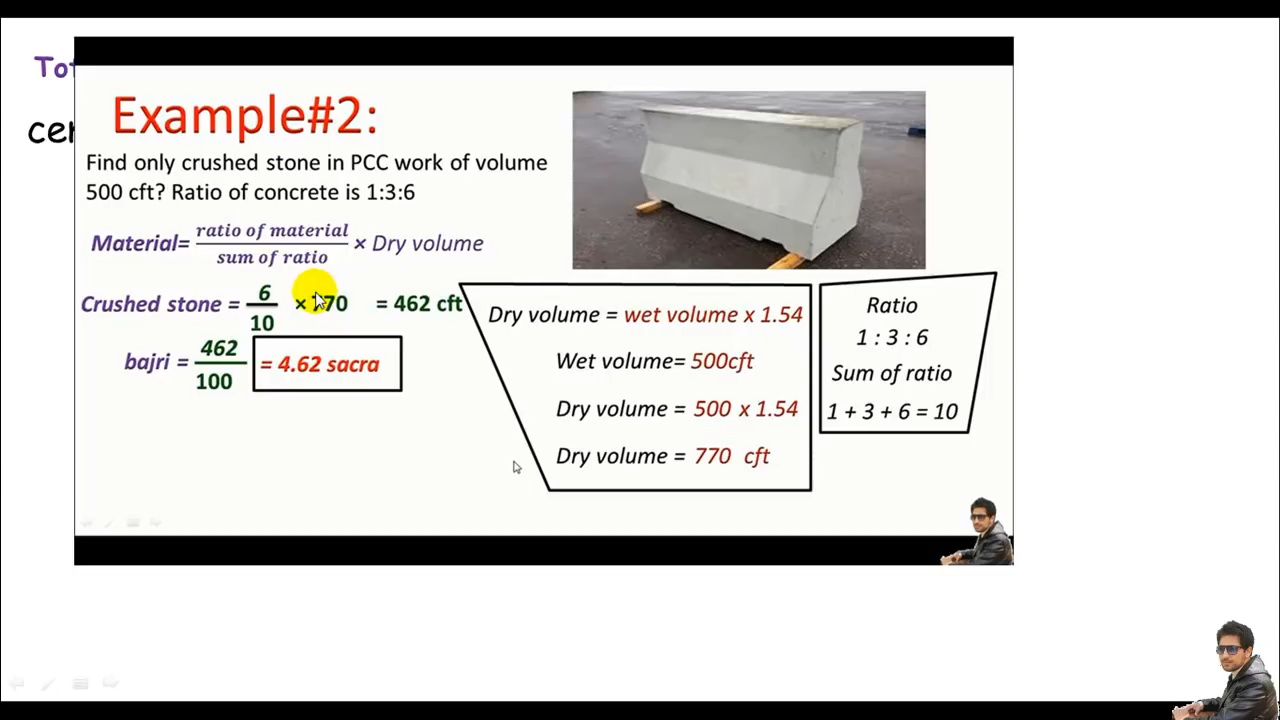 Example#2:
Find only crushed stone in PCC work of volume
500 cft? Ratio of concrete is 1:3:6
Material= ratio of material / sum of ratio × Dry volume
Crushed stone = 6 / 10 × 770 = 462 cft
bajri = 462 / 100 = 4.62 sacra
Dry volume = wet volume x 1.54
Wet volume= 500cft
Dry volume = 500 x 1.54
Dry volume = 770 cft
Ratio
1 : 3 : 6
Sum of ratio
1 + 3 + 6 = 10